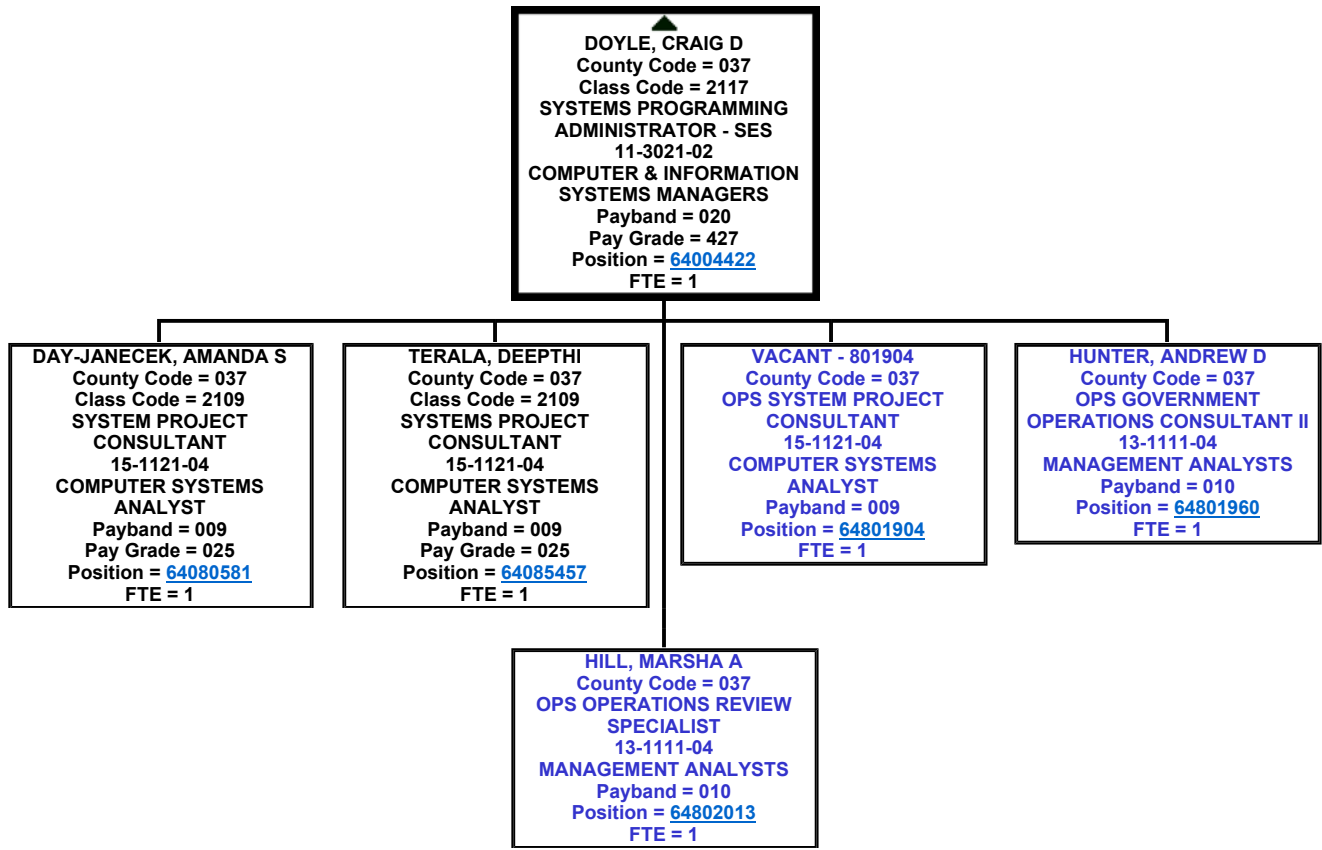 DOYLE, CRAIG D
County Code = 037
Class Code = 2117
SYSTEMS PROGRAMMING
ADMINISTRATOR - SES
11-3021-02
COMPUTER & INFORMATION
SYSTEMS MANAGERS
Payband = 020
Pay Grade = 427
Position = 64004422
FTE = 1
DAY-JANECEK, AMANDA S
County Code = 037
Class Code = 2109
SYSTEM PROJECT
CONSULTANT
15-1121-04
COMPUTER SYSTEMS
ANALYST
Payband = 009
Pay Grade = 025
Position = 64080581
FTE = 1
TERALA, DEEPTHI
County Code = 037
Class Code = 2109
SYSTEMS PROJECT
CONSULTANT
15-1121-04
COMPUTER SYSTEMS
ANALYST
Payband = 009
Pay Grade = 025
Position = 64085457
FTE = 1
VACANT - 801904
County Code = 037
OPS SYSTEM PROJECT
CONSULTANT
15-1121-04
COMPUTER SYSTEMS
ANALYST
Payband = 009
Position = 64801904
FTE = 1
HUNTER, ANDREW D
County Code = 037
OPS GOVERNMENT
OPERATIONS CONSULTANT II
13-1111-04
MANAGEMENT ANALYSTS
Payband = 010
Position = 64801960
FTE = 1
HILL, MARSHA A
County Code = 037
OPS OPERATIONS REVIEW
SPECIALIST
13-1111-04
MANAGEMENT ANALYSTS
Payband = 010
Position = 64802013
FTE = 1